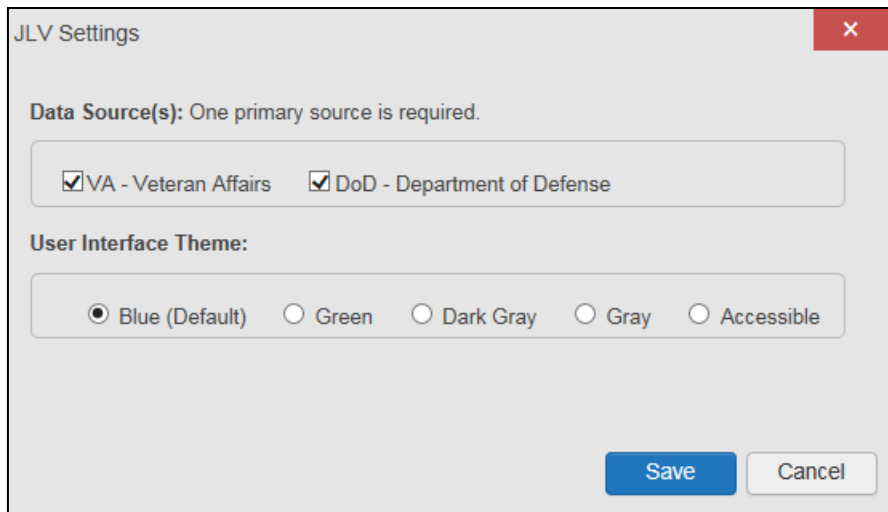 JLV Settings
Data Source(s): One primary source is required.
VA - Veteran Affairs DoD - Department of Defense
User Interface Theme:
Blue (Default) Green Dark Gray Gray Accessible
Save Cancel